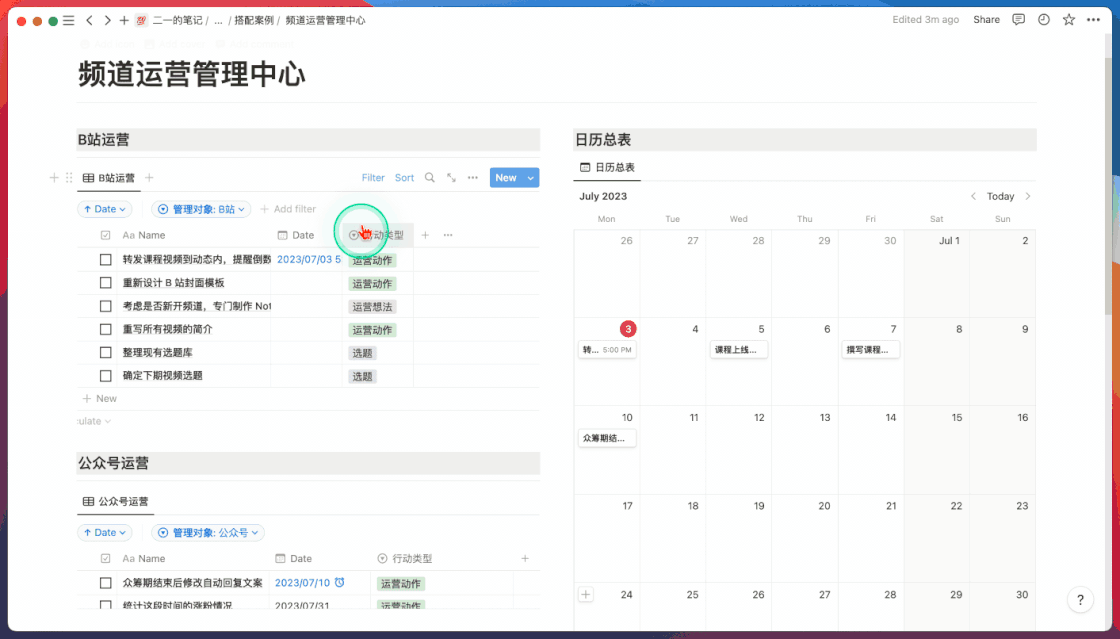 二一的笔记 / ... / 搭配案例 / 频道运营管理中心
Edited 3m ago Share
频道运营管理中心
B站运营
B站运营
Filter Sort New
Date 管理对象: B站 Add filter
Aa Name Date 行动类型
转发课程视频到动态内，提醒倒数 2023/07/03 5 运营动作
重新设计 B 站封面模板 运营动作
考虑是否新开频道，专门制作 Not 运营想法
重写所有视频的简介 运营动作
整理现有选题库 选题
确定下期视频选题 选题
New
ulate
公众号运营
公众号运营
Date 管理对象: 公众号
Aa Name Date 行动类型
众筹期结束后修改自动回复文案 2023/07/10 运营动作
统计这段时间的涨粉情况 2023/07/31 运营动作
日历总表
日历总表
July 2023 Today
Mon Tue Wed Thu Fri Sat Sun
26 27 28 29 30 Jul 1 2
3 4 5 6 7 8 9
转... 5:00 PM 课程上线... 撰写课程...
10 11 12 13 14 15 16
众筹期结...
17 18 19 20 21 22 23
24 25 26 27 28 29 30
?